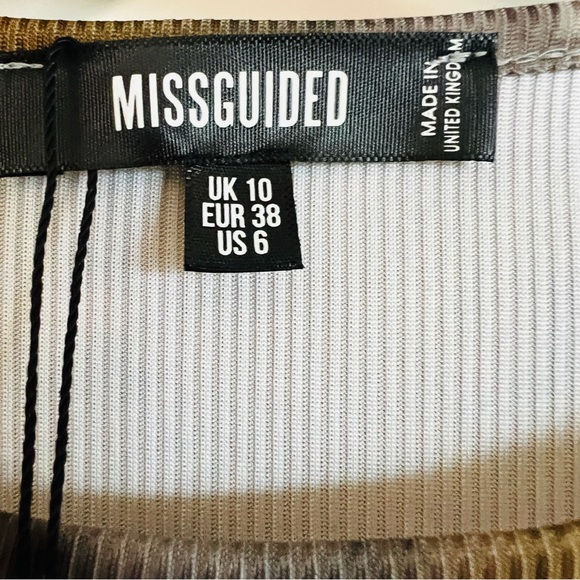 MISSGUIDED
MADE IN
UNITED KINGDOM
UK 10
EUR 38
US 6